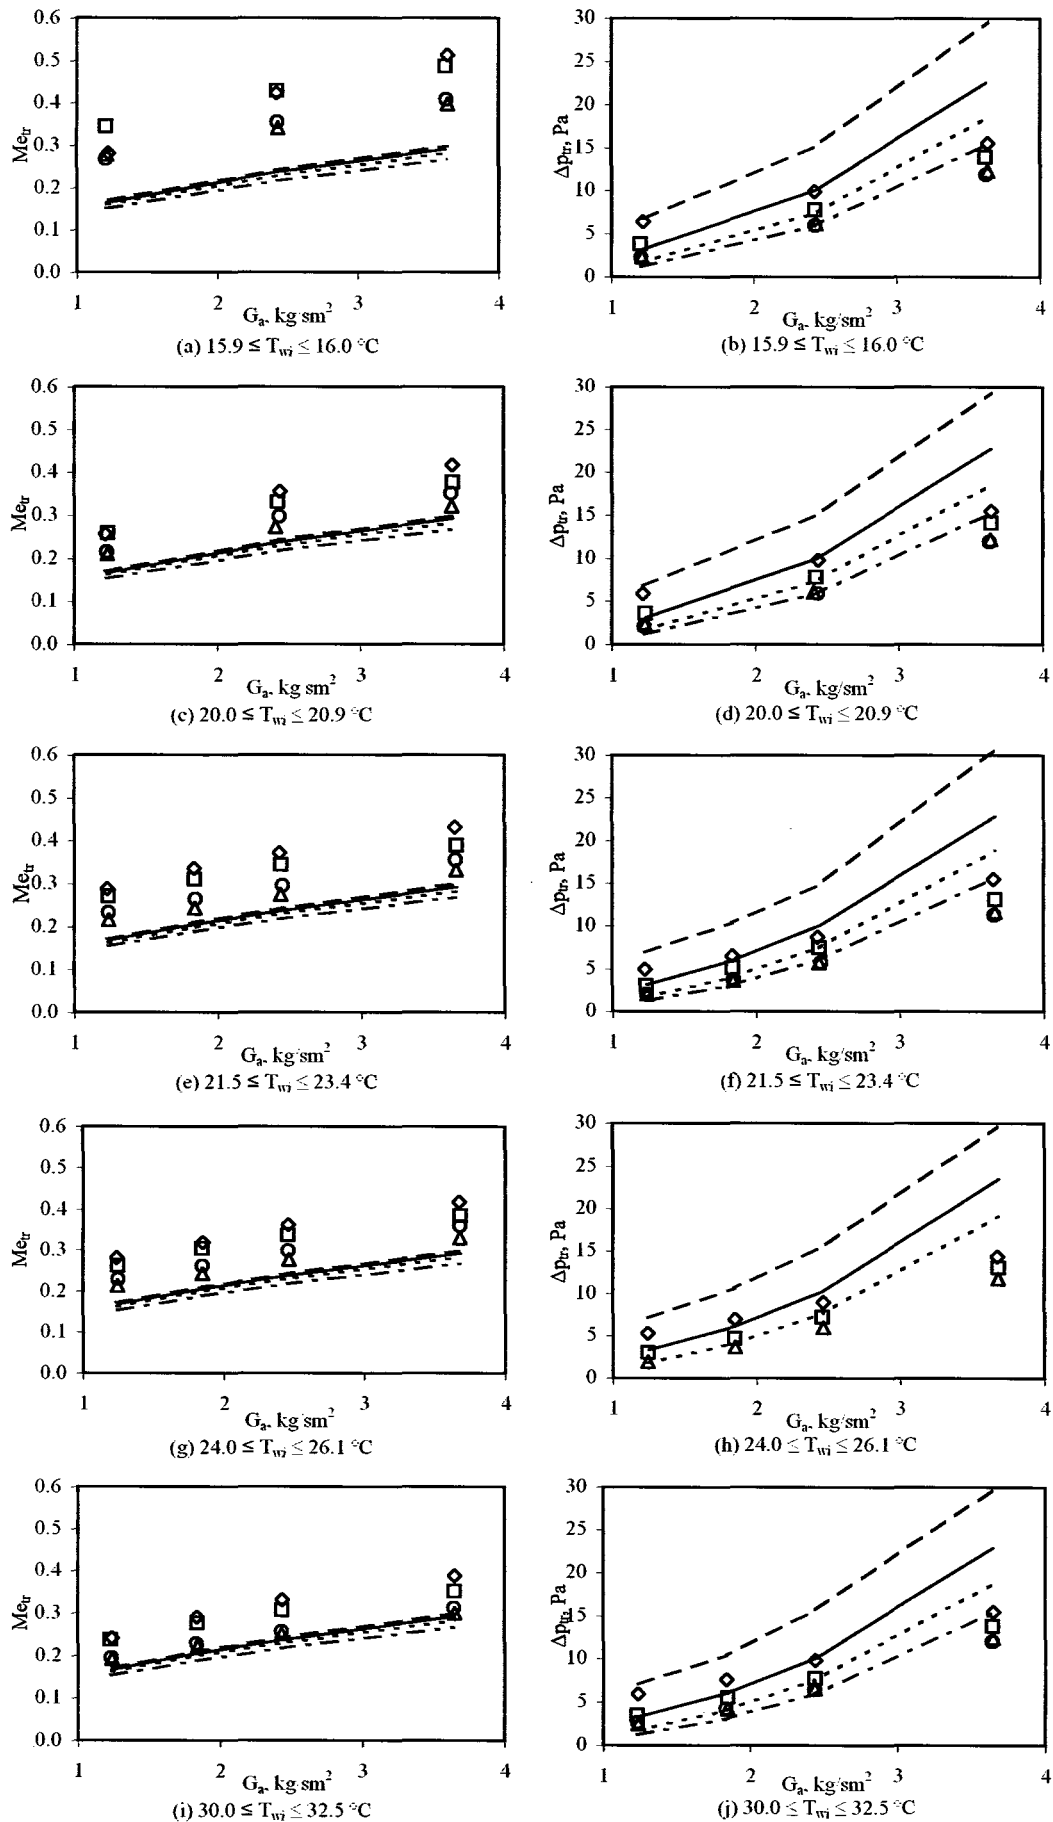 0.6
0.5
0.4
0.3
0.2
0.1
0.0
Me_tr
1 2 3 4
G_a, kg/sm²
(a) 15.9 ≤ T_wi ≤ 16.0 °C
30
25
20
15
10
5
0
Δp_tr, Pa
1 2 3 4
G_a, kg/sm²
(b) 15.9 ≤ T_wi ≤ 16.0 °C
0.6
0.5
0.4
0.3
0.2
0.1
0.0
Me_tr
1 2 3 4
G_a, kg sm²
(c) 20.0 ≤ T_wi ≤ 20.9 °C
30
25
20
15
10
5
0
Δp_tr, Pa
1 2 3 4
G_a, kg/sm²
(d) 20.0 ≤ T_wi ≤ 20.9 °C
0.6
0.5
0.4
0.3
0.2
0.1
0.0
Me_tr
1 2 3 4
G_a, kg/sm²
(e) 21.5 ≤ T_wi ≤ 23.4 °C
30
25
20
15
10
5
0
Δp_tr, Pa
1 2 3 4
G_a, kg/sm²
(f) 21.5 ≤ T_wi ≤ 23.4 °C
0.6
0.5
0.4
0.3
0.2
0.1
0.0
Me_tr
1 2 3 4
G_a, kg/sm²
(g) 24.0 ≤ T_wi ≤ 26.1 °C
30
25
20
15
10
5
0
Δp_tr, Pa
1 2 3 4
G_a, kg/sm²
(h) 24.0 ≤ T_wi ≤ 26.1 °C
0.6
0.5
0.4
0.3
0.2
0.1
0.0
Me_tr
1 2 3 4
G_a, kg/sm²
(i) 30.0 ≤ T_wi ≤ 32.5 °C
30
25
20
15
10
5
0
Δp_tr, Pa
1 2 3 4
G_a, kg/sm²
(j) 30.0 ≤ T_wi ≤ 32.5 °C